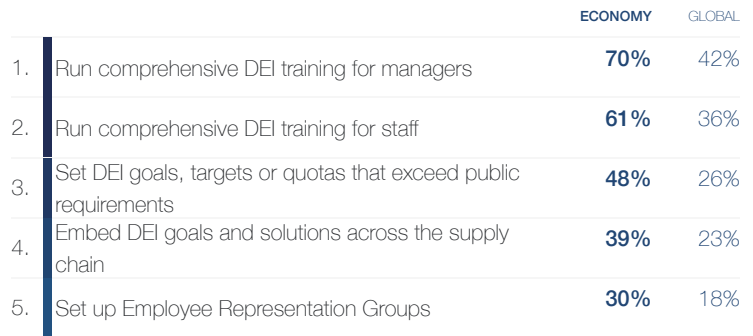 ECONOMY GLOBAL
1. Run comprehensive DEI training for managers 70% 42%
2. Run comprehensive DEI training for staff 61% 36%
3. Set DEI goals, targets or quotas that exceed public 48% 26%
requirements
4. Embed DEI goals and solutions across the supply 39% 23%
chain
5. Set up Employee Representation Groups 30% 18%